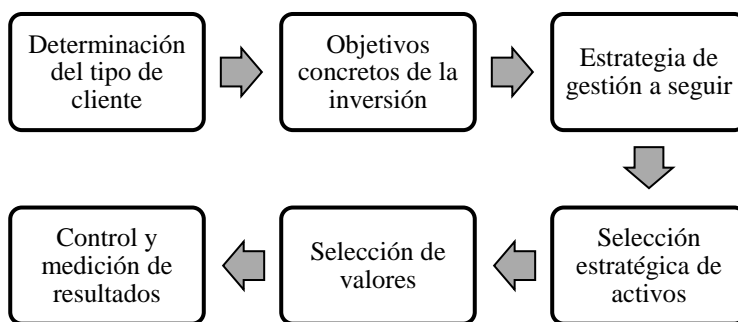 Determinación
del tipo de
cliente
Objetivos
concretos de la
inversión
Estrategia de
gestión a seguir
Selección
estratégica de
activos
Selección de
valores
Control y
medición de
resultados